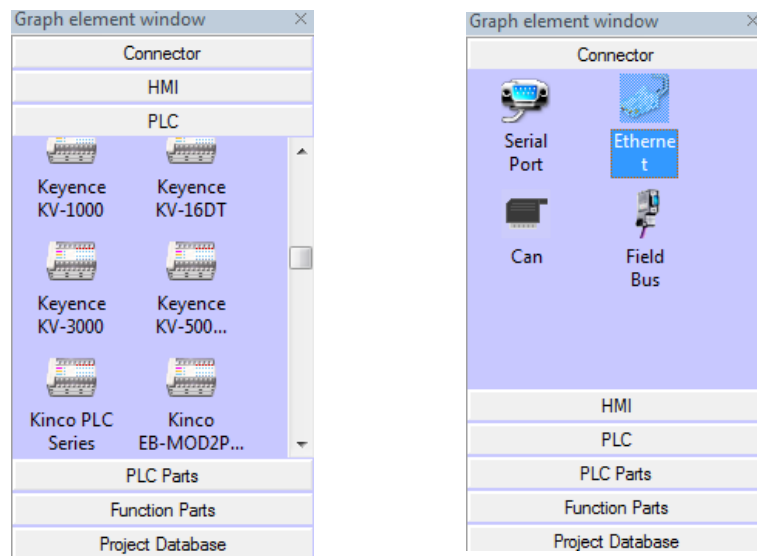 Graph element window
Connector
HMI
PLC
Keyence
KV-1000
Keyence
KV-16DT
Keyence
KV-3000
Keyence
KV-500...
Kinco PLC
Series
Kinco
EB-MOD2P...
PLC Parts
Function Parts
Project Database
Graph element window
Connector
Serial
Port
Etherne
t
Can
Field
Bus
HMI
PLC
PLC Parts
Function Parts
Project Database